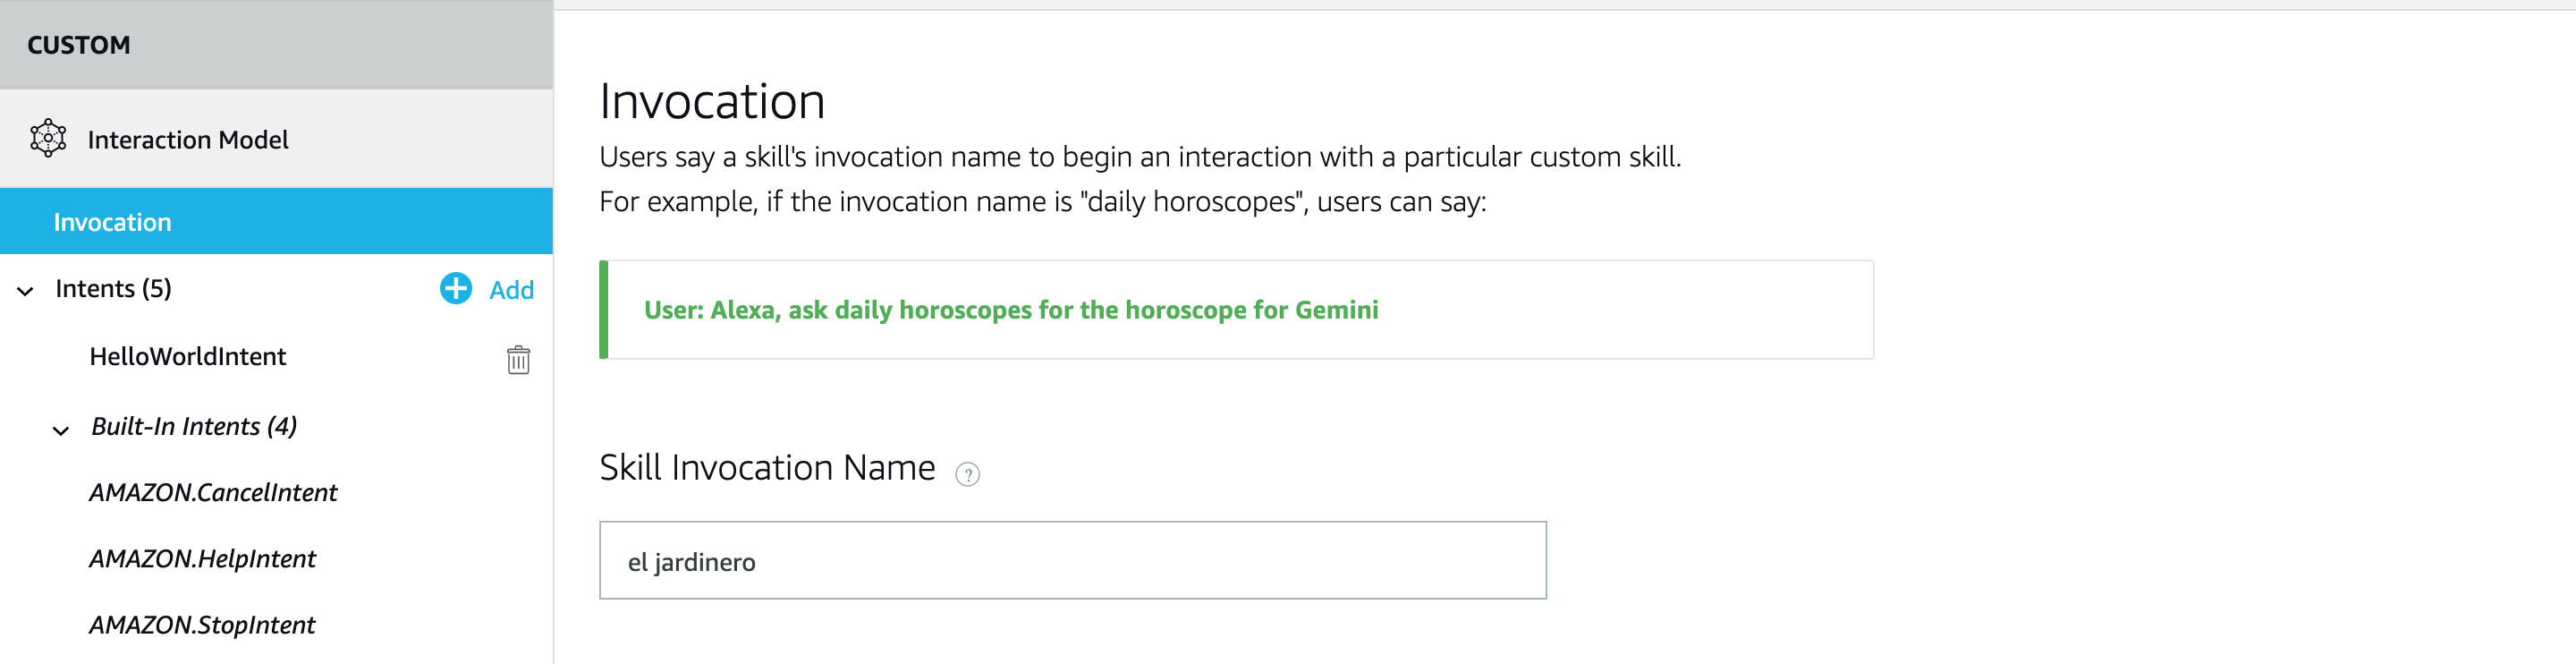 CUSTOM
Interaction Model
Invocation
Intents (5)
Add
HelloWorldIntent
Built-In Intents (4)
AMAZON.CancelIntent
AMAZON.HelpIntent
AMAZON.StopIntent
Invocation
Users say a skill's invocation name to begin an interaction with a particular custom skill.
For example, if the invocation name is "daily horoscopes", users can say:
User: Alexa, ask daily horoscopes for the horoscope for Gemini
Skill Invocation Name ?
el jardinero